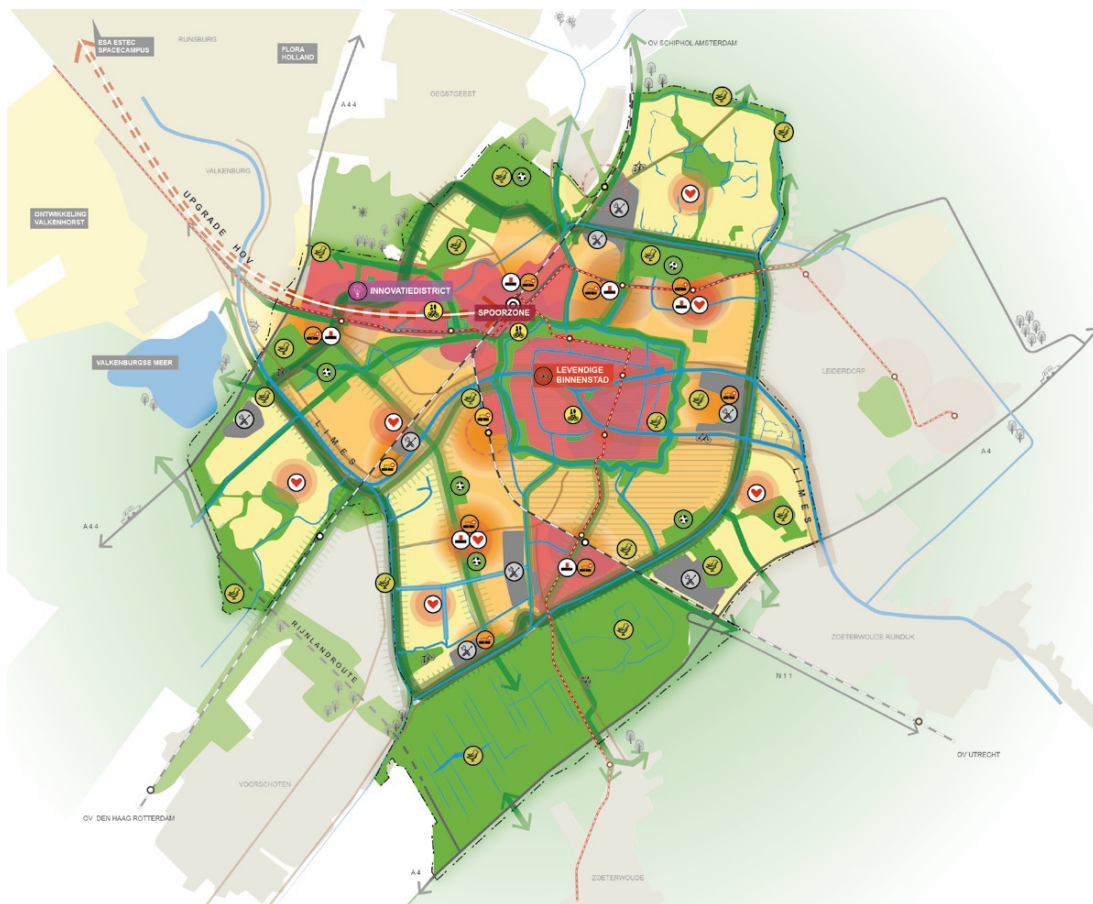 ESA ESTEC
SPACECAMPUS
RIJNSBURG
FLORA
HOLLAND
OV SCHIPHOL AMSTERDAM
OEGSTGEEST
A44
VALKENBURG
ONTWIKKELING
VALKENHORST
UPGRADE HOV
INNOVATIEDISTRICT
SPOORZONE
VALKENBURGSE MEER
LEVENDIGE
BINNENSTAD
LEIDERDORP
LIMES
A4
LIMES
A44
RIJNLANDROUTE
ZOETERWOUDE RIJNDIJK
N11
OV UTRECHT
VOORSCHOTEN
OV DEN HAAG ROTTERDAM
A4
ZOETERWOUDE